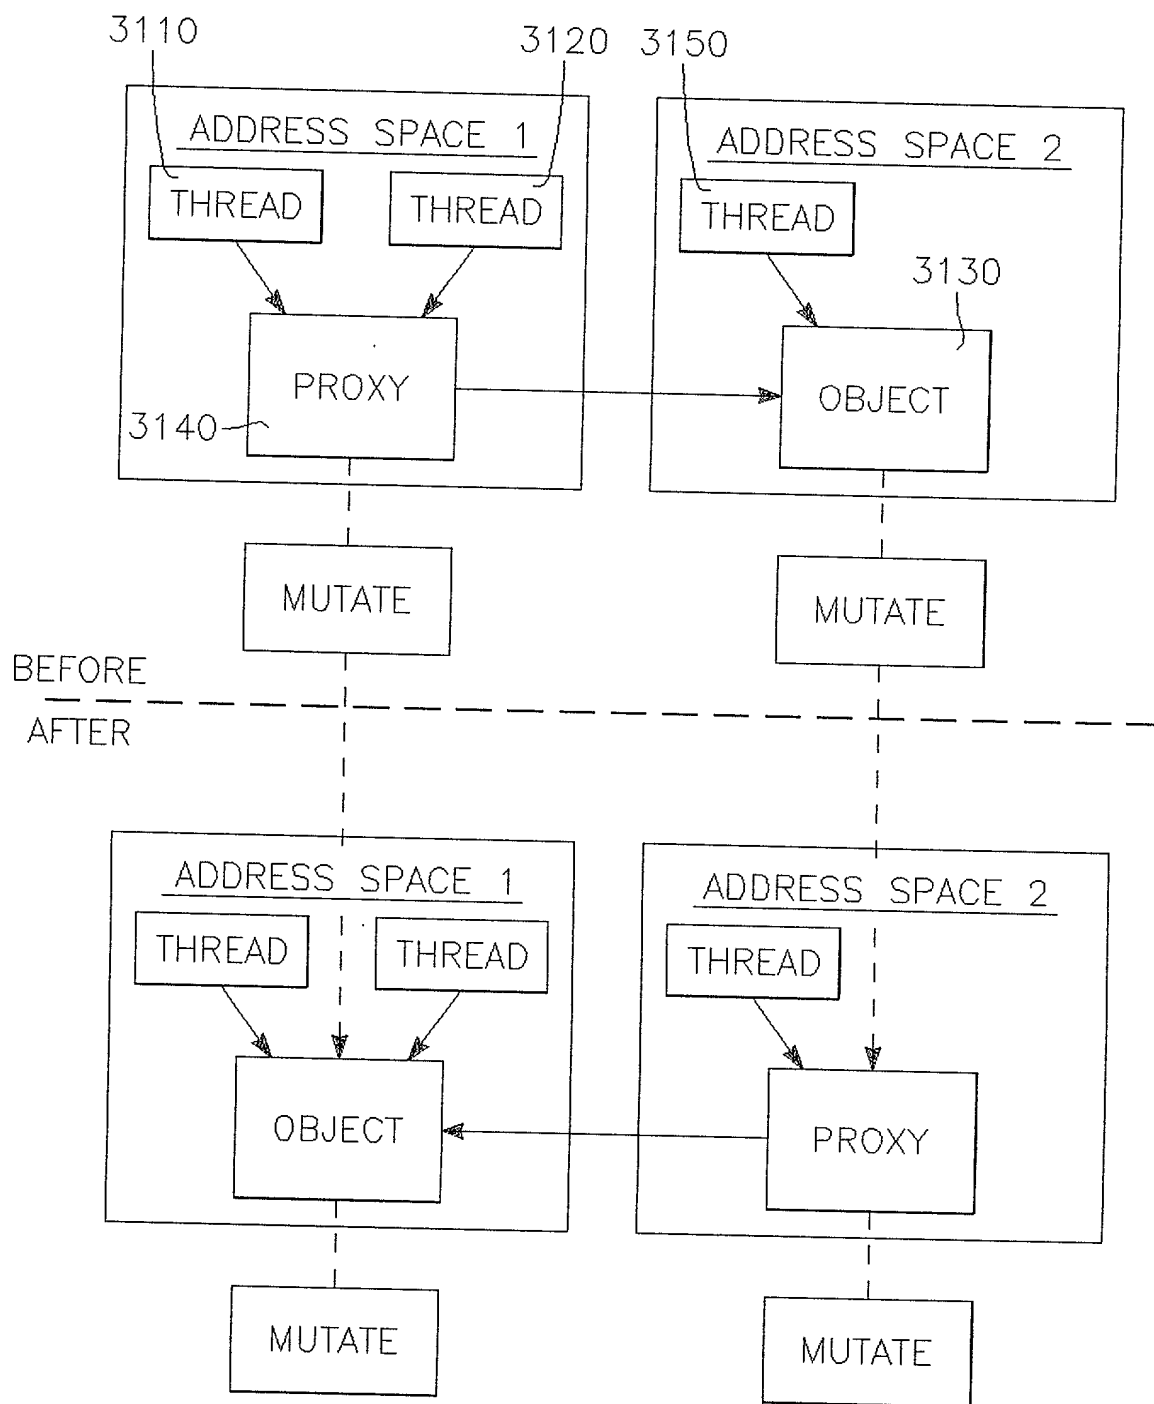 3110
3120
3150
ADDRESS SPACE 1
ADDRESS SPACE 2
THREAD
THREAD
THREAD
3130
PROXY
OBJECT
3140
MUTATE
MUTATE
BEFORE
AFTER
ADDRESS SPACE 1
ADDRESS SPACE 2
THREAD
THREAD
THREAD
OBJECT
PROXY
MUTATE
MUTATE